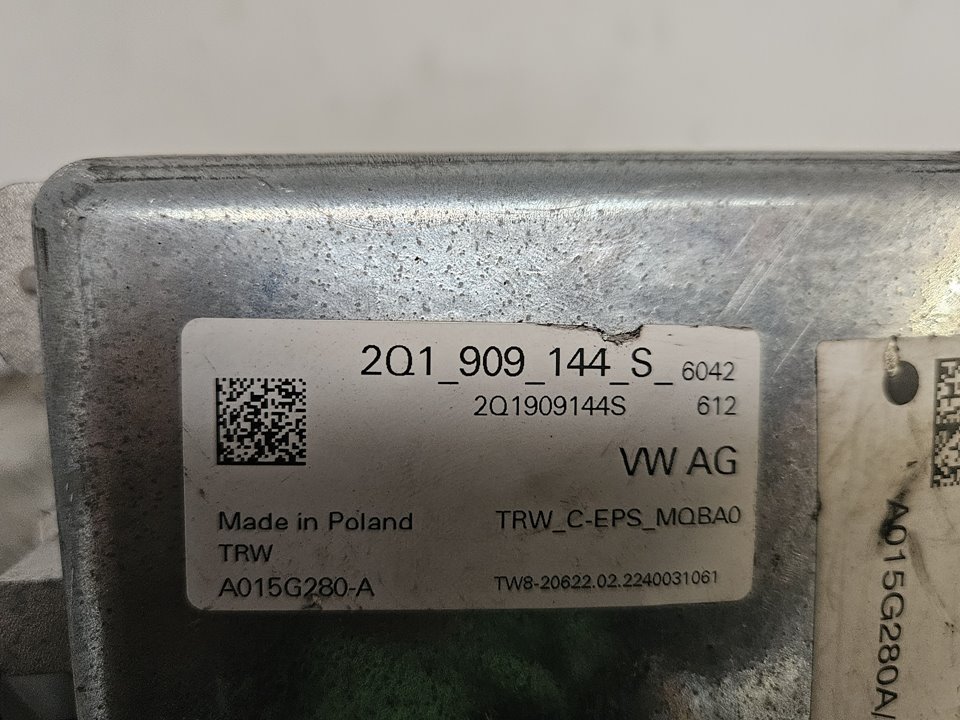 2Q1_909_144_S_ 6042
2Q1909144S 612
VW AG
Made in Poland TRW_C-EPS_MQBA0
TRW
A015G280-A TW8-20622.02.2240031061
A015G280A/